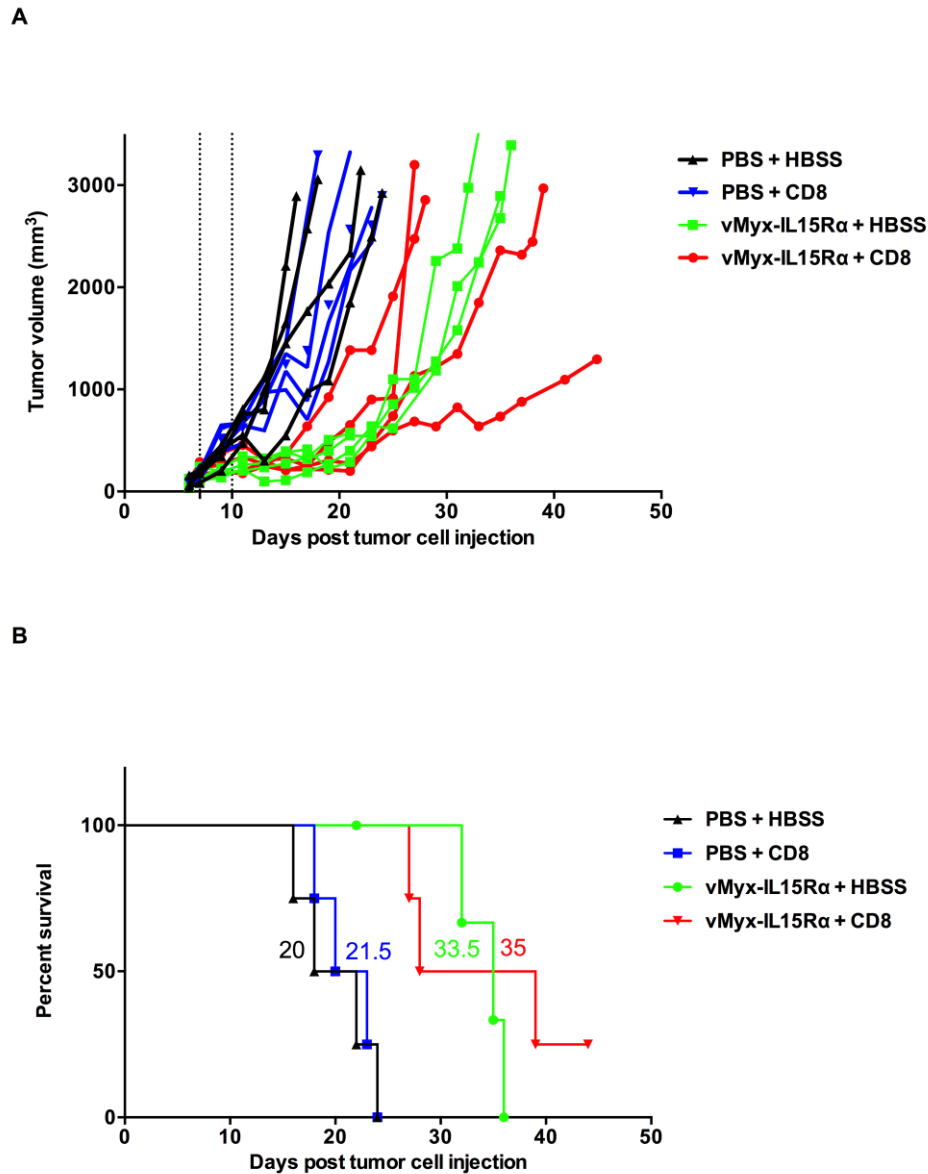 A
Tumor volume (mm³)
3000
2000
1000
0
0 10 20 30 40 50
Days post tumor cell injection
PBS + HBSS
PBS + CD8
vMyx-IL15Rα + HBSS
vMyx-IL15Rα + CD8
B
Percent survival
100
50
0
20 21.5 33.5 35
0 10 20 30 40 50
Days post tumor cell injection
PBS + HBSS
PBS + CD8
vMyx-IL15Rα + HBSS
vMyx-IL15Rα + CD8